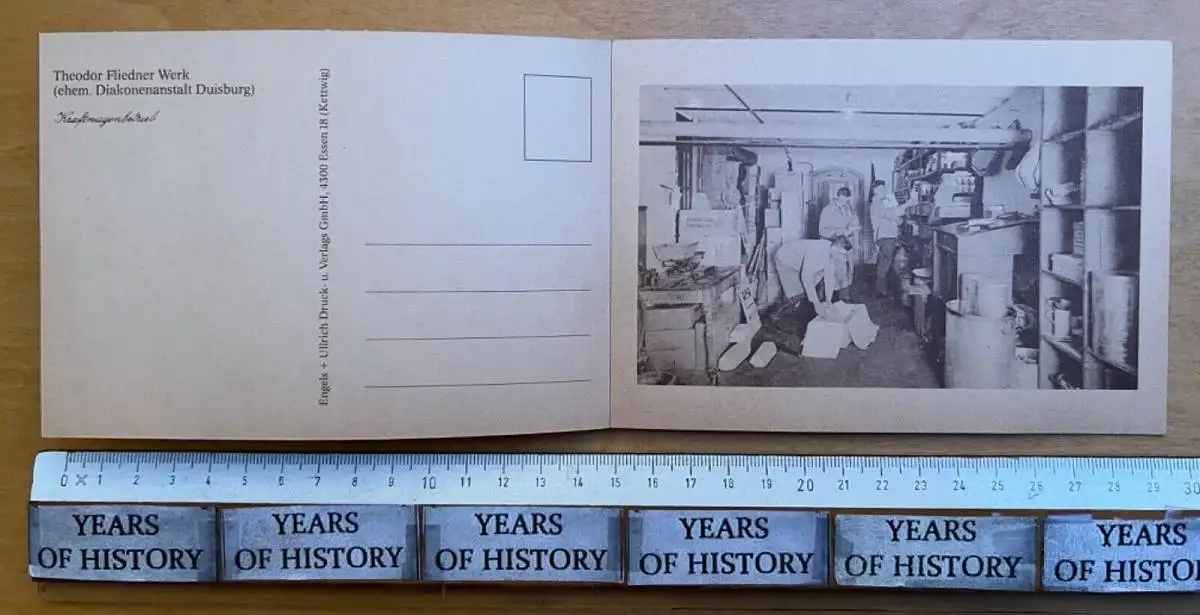 Theodor Fliedner Werk
(ehem. Diakonenanstalt Duisburg)
Kraftwagenbetrieb
Engels + Ullrich Druck- u. Verlags GmbH, 4300 Essen 18 (Kettwig)
0 1 2 3 4 5 6 7 8 9 10 11 12 13 14 15 16 17 18 19 20 21 22 23 24 25 26 27 28 29 30
YEARS OF HISTORY
YEARS OF HISTORY
YEARS OF HISTORY
YEARS OF HISTORY
YEARS OF HISTORY
YEARS OF HISTO